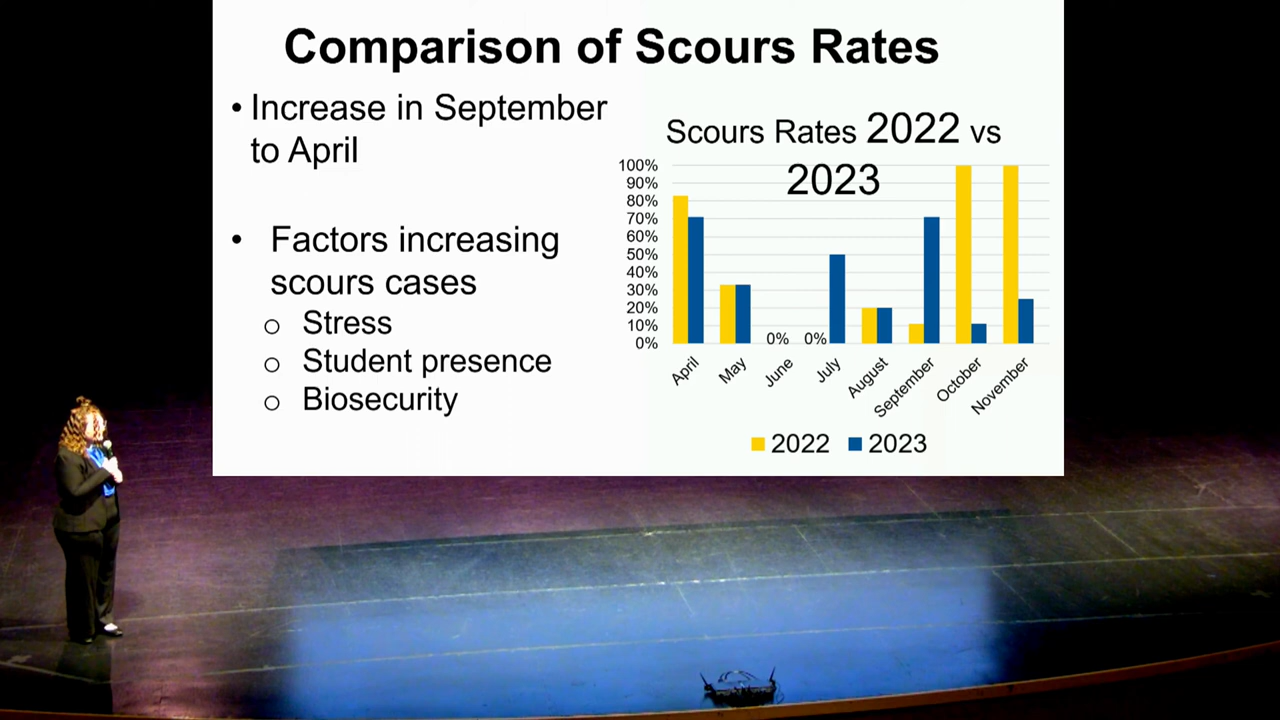 Comparison of Scours Rates
• Increase in September
to April
• Factors increasing
scours cases
o Stress
o Student presence
o Biosecurity
Scours Rates 2022 vs
2023
100%
90%
80%
70%
60%
50%
40%
30%
20%
10%
0%
0%
0%
April
May
June
July
August
September
October
November
2022
2023